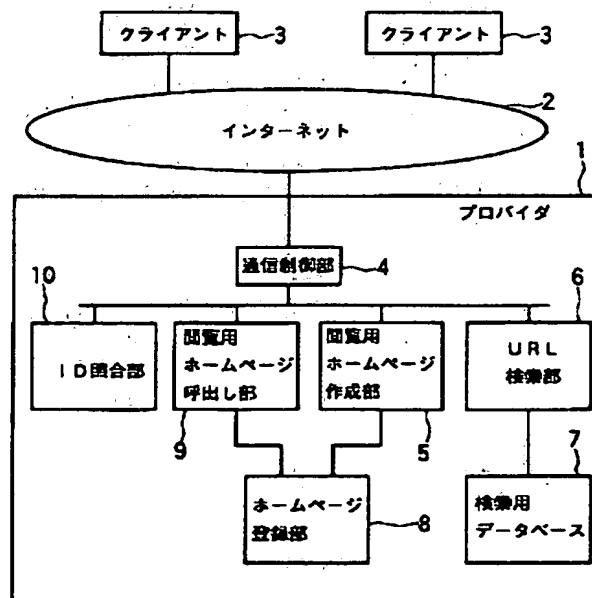 クライアント
3
クライアント
3
2
インターネット
1
プロバイダ
通信制御部
4
10
6
ID照合部
閲覧用
ホームページ
呼出し部
閲覧用
ホームページ
作成部
URL
検索部
9
5
7
ホームページ
登録部
8
検索用
データベース